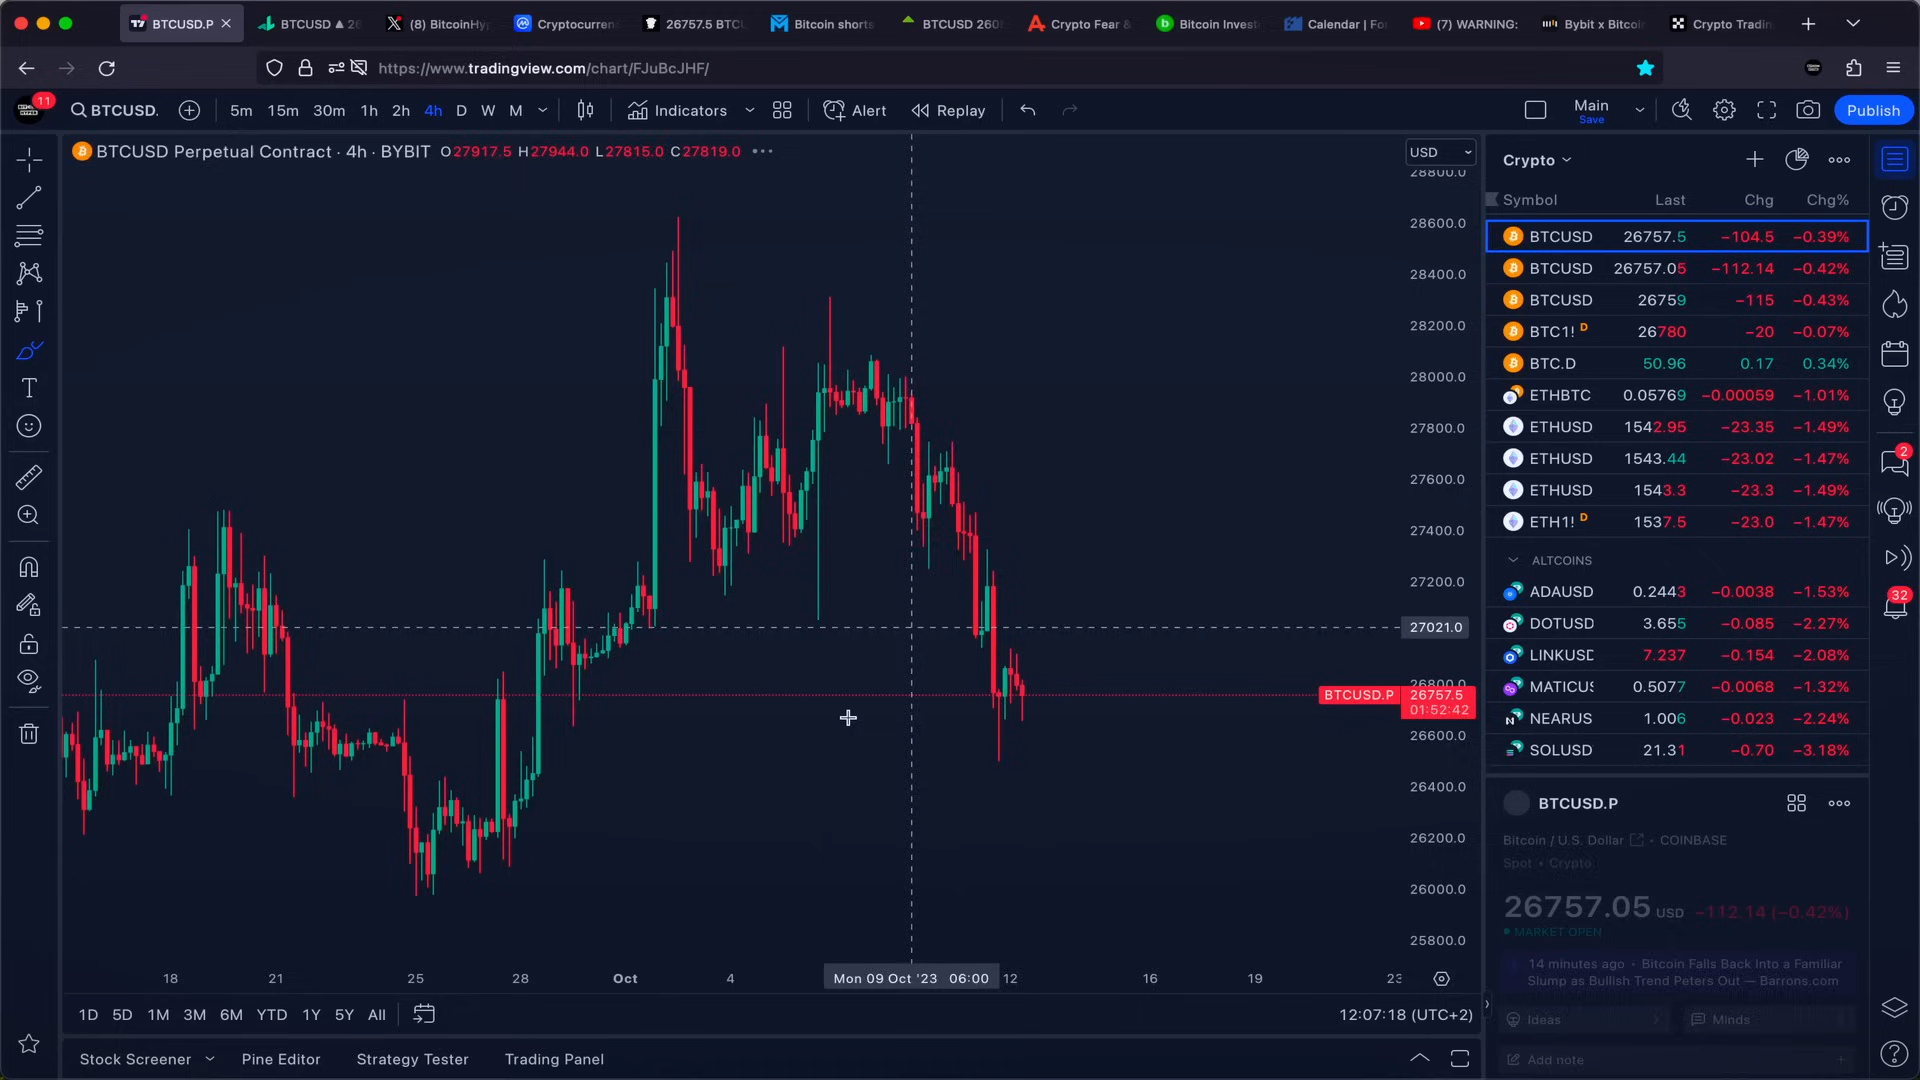 BTCUSD.P
BTCUSD ▲ 26
(8) BitcoinHy
Cryptocurren
26757.5 BTC
Bitcoin shorts
BTCUSD 260
Crypto Fear &
Bitcoin Invest
Calendar | Fo
(7) WARNING:
Bybit x Bitcoi
Crypto Tradin
https://www.tradingview.com/chart/FJuBcJHF/
11
BTCUSD.
5m 15m 30m 1h 2h 4h D W M
Indicators
Alert
Replay
Main
Save
Publish
BTCUSD Perpetual Contract · 4h · BYBIT O27917.5 H27944.0 L27815.0 C27819.0
USD
28800.0
28600.0
28400.0
28200.0
28000.0
27800.0
27600.0
27400.0
27200.0
27021.0
26800.0
BTCUSD.P 26757.5
01:52:42
26600.0
26400.0
26200.0
26000.0
25800.0
18 21 25 28 Oct 4 Mon 09 Oct '23 06:00 12 16 19 23
1D 5D 1M 3M 6M YTD 1Y 5Y All
12:07:18 (UTC+2)
Stock Screener
Pine Editor
Strategy Tester
Trading Panel
Crypto
Symbol Last Chg Chg%
BTCUSD 26757.5 −104.5 −0.39%
BTCUSD 26757.05 −112.14 −0.42%
BTCUSD 26759 −115 −0.43%
BTC1! D 26780 −20 −0.07%
BTC.D 50.96 0.17 0.34%
ETHBTC 0.05769 −0.00059 −1.01%
ETHUSD 1542.95 −23.35 −1.49%
ETHUSD 1543.44 −23.02 −1.47%
ETHUSD 1543.3 −23.3 −1.49%
ETH1! D 1537.5 −23.0 −1.47%
ALTCOINS
ADAUSD 0.2443 −0.0038 −1.53%
DOTUSD 3.655 −0.085 −2.27%
LINKUSD 7.237 −0.154 −2.08%
MATICUS 0.5077 −0.0068 −1.32%
NEARUS 1.006 −0.023 −2.24%
SOLUSD 21.31 −0.70 −3.18%
BTCUSD.P
Bitcoin / U.S. Dollar · COINBASE
Spot • Crypto
26757.05 USD −112.14 (−0.42%)
MARKET OPEN
14 minutes ago • Bitcoin Falls Back Into a Familiar
Slump as Bullish Trend Peters Out — Barrons.com
Ideas
Minds
Add note
2
32